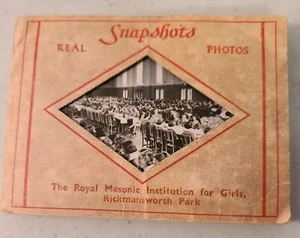 Snapshots
REAL PHOTOS
The Royal Masonic Institution for Girls,
Rickmansworth Park